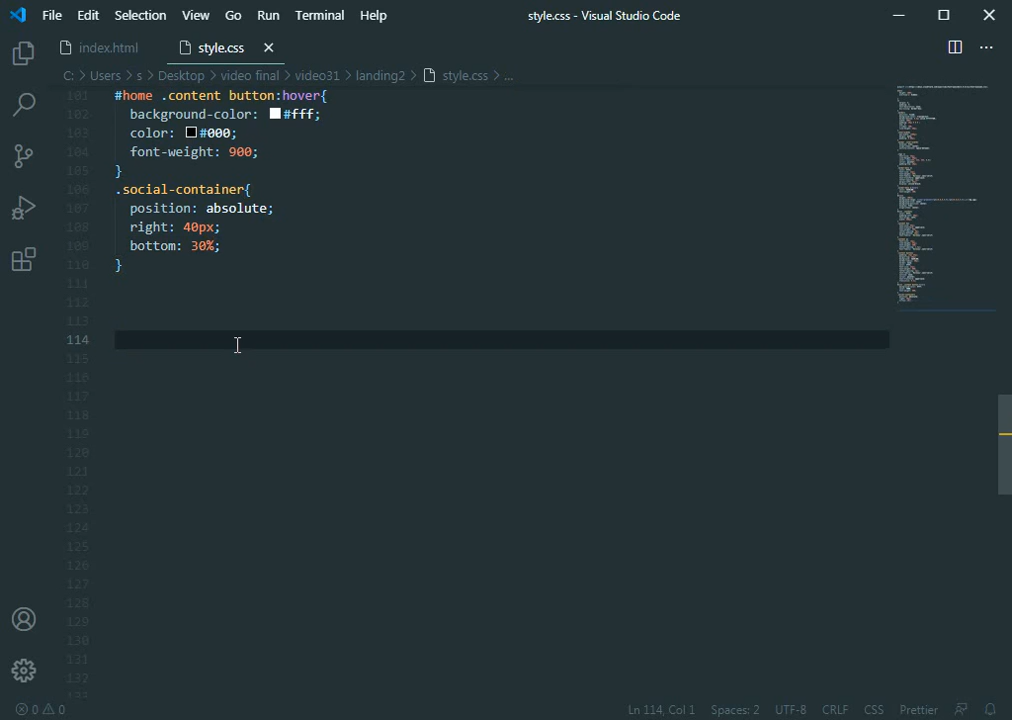 File Edit Selection View Go Run Terminal Help style.css - Visual Studio Code
index.html style.css
C: > Users > s > Desktop > video final > video31 > landing2 > style.css > ...
101 #home .content button:hover{
102 background-color: #fff;
103 color: #000;
104 font-weight: 900;
105 }
106 .social-container{
107 position: absolute;
108 right: 40px;
109 bottom: 30%;
110 }
111
112
113
114
115
116
117
118
119
120
121
122
123
124
125
126
127
128
129
130
131
132
0 0 Ln 114, Col 1 Spaces: 2 UTF-8 CRLF CSS Prettier